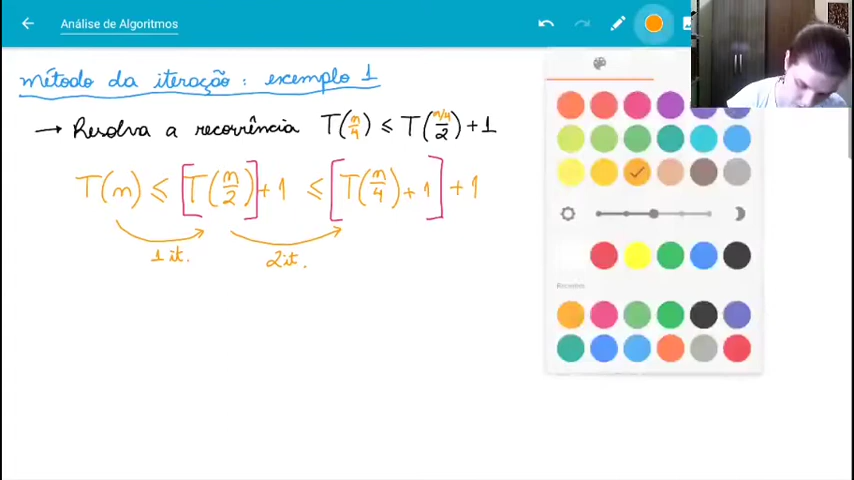 Análise de Algoritmos
método da iteração: exemplo 1
→ Resolva a recorrência T(n/4) ≤ T((n/4)/2) + 1
T(n) ≤ [T(n/2)] + 1 ≤ [T(n/4) + 1] + 1
1 it. 2 it.
Recentes